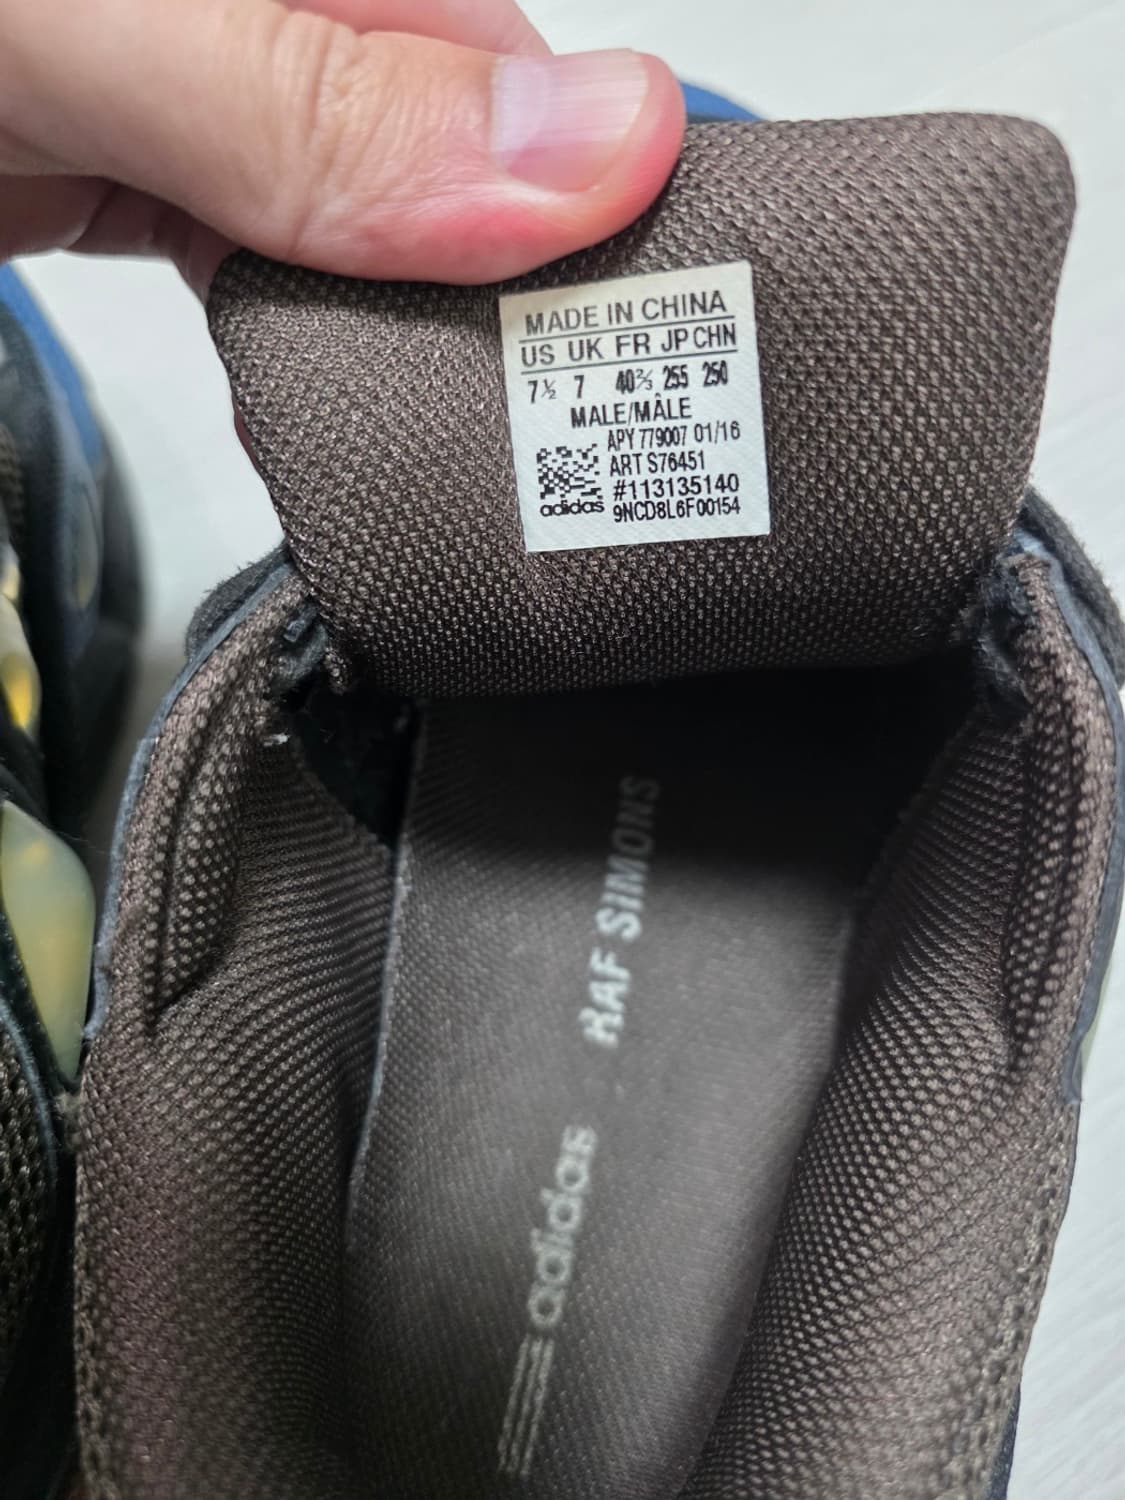 MADE IN CHINA
US UK FR JP CHN
7½ 7 40⅔ 255 250
MALE/MÂLE
APY 779007 01/16
ART S76451
#113135140
adidas 9NCD8L6F00154
adidas RAF SIMONS